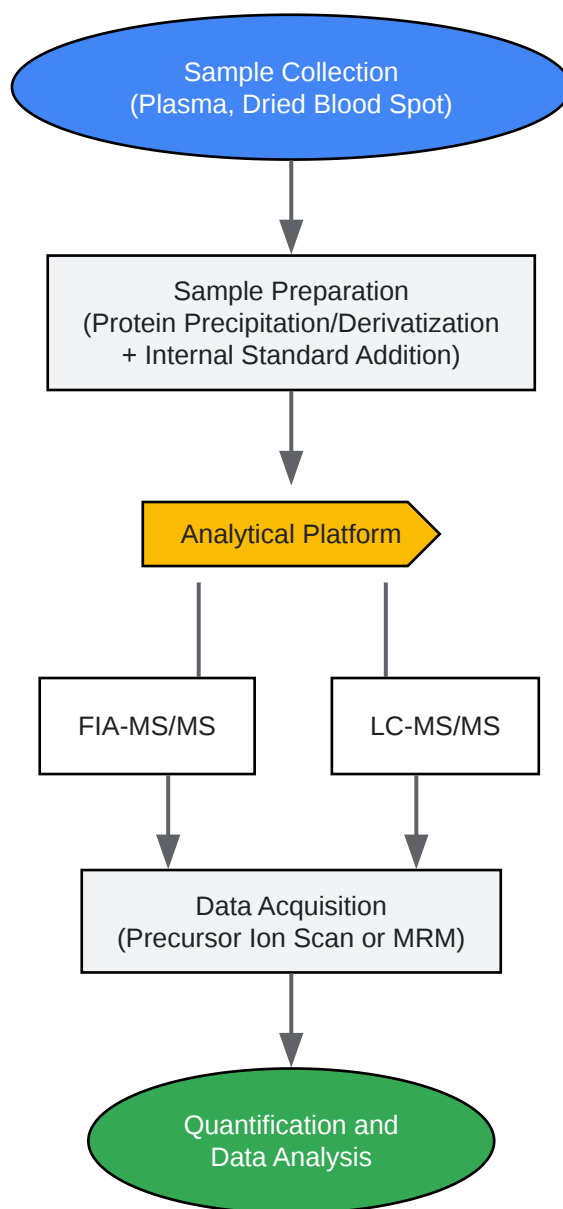 Sample Collection
(Plasma, Dried Blood Spot)
Sample Preparation
(Protein Precipitation/Derivatization
+ Internal Standard Addition)
Analytical Platform
FIA-MS/MS
LC-MS/MS
Data Acquisition
(Precursor Ion Scan or MRM)
Quantification and
Data Analysis